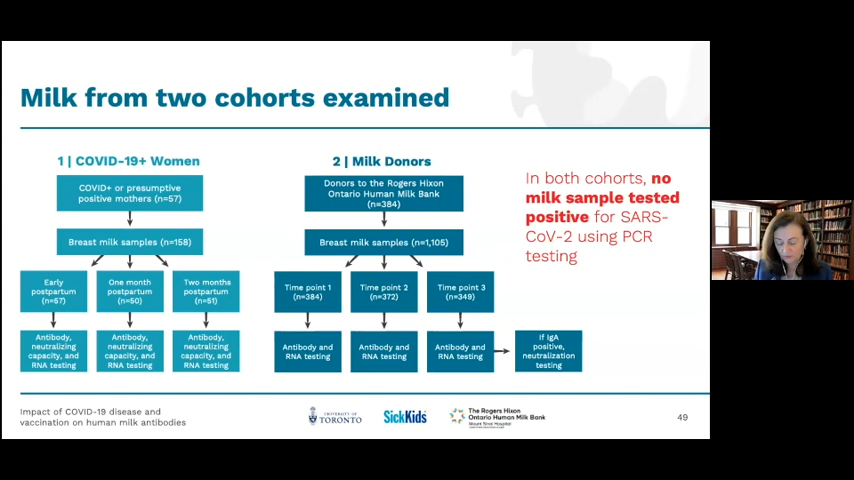 Milk from two cohorts examined
1 | COVID-19+ Women
COVID+ or presumptive
positive mothers (n=57)
Breast milk samples (n=158)
Early
postpartum
(n=57)
One month
postpartum
(n=50)
Two months
postpartum
(n=51)
Antibody,
neutralizing
capacity, and
RNA testing
Antibody,
neutralizing
capacity, and
RNA testing
Antibody,
neutralizing
capacity, and
RNA testing
2 | Milk Donors
Donors to the Rogers Hixon
Ontario Human Milk Bank
(n=384)
Breast milk samples (n=1,105)
Time point 1
(n=384)
Time point 2
(n=372)
Time point 3
(n=349)
Antibody and
RNA testing
Antibody and
RNA testing
Antibody and
RNA testing
If IgA
positive,
neutralization
testing
In both cohorts, no
milk sample tested
positive for SARS-
CoV-2 using PCR
testing
Impact of COVID-19 disease and
vaccination on human milk antibodies
UNIVERSITY OF
TORONTO
SickKids
The Rogers Hixon
Ontario Human Milk Bank
Mount Sinai Hospital
49